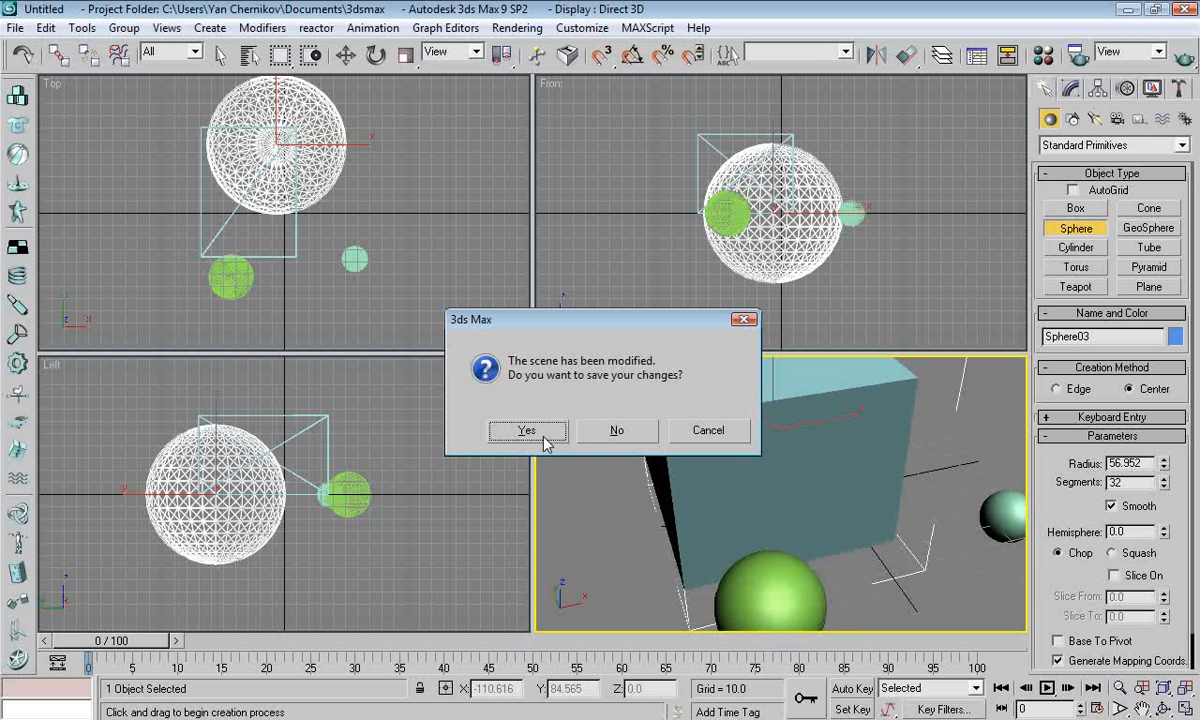 Untitled - Project Folder: C:\Users\Yan Chernikov\Documents\3dsmax - Autodesk 3ds Max 9 SP2 - Display : Direct 3D
File Edit Tools Group Views Create Modifiers reactor Animation Graph Editors Rendering Customize MAXScript Help
All
View
3
%
ABC
View
Top
x
z
x
Front
x
z
Left
y
z
y
z
x
3ds Max
The scene has been modified.
Do you want to save your changes?
Yes No Cancel
Standard Primitives
Object Type
AutoGrid
Box Cone
Sphere GeoSphere
Cylinder Tube
Torus Pyramid
Teapot Plane
Name and Color
Sphere03
Creation Method
Edge Center
Keyboard Entry
Parameters
Radius: 56.952
Segments: 32
Smooth
Hemisphere: 0.0
Chop Squash
Slice On
Slice From: 0.0
Slice To: 0.0
Base To Pivot
Generate Mapping Coords.
0 / 100
0 5 10 15 20 25 30 35 40 45 50 55 60 65 70 75 80 85 90 95 100
1 Object Selected X: -110.616 Y: 84.565 Z: 0.0 Grid = 10.0 Auto Key Selected
Click and drag to begin creation process Add Time Tag Set Key Key Filters... 0